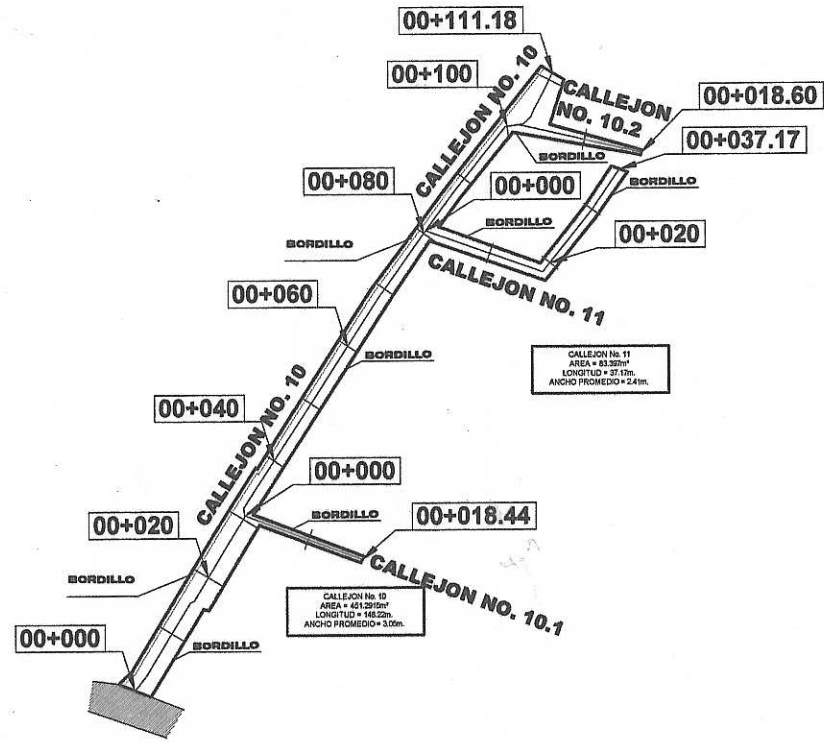 00+111.18
CALLEJON NO. 10
00+100
CALLEJON
NO. 10.2
00+018.60
BORDILLO
00+037.17
00+080
00+000
BORDILLO
BORDILLO
BORDILLO
00+020
CALLEJON NO. 11
00+060
BORDILLO
CALLEJON No. 11
AREA = 83.397m²
LONGITUD = 37.17m.
ANCHO PROMEDIO = 2.41m.
00+040
CALLEJON NO. 10
00+000
BORDILLO
00+018.44
00+020
BORDILLO
CALLEJON NO. 10.1
CALLEJON No. 10
AREA = 451.2915m²
LONGITUD = 148.22m.
ANCHO PROMEDIO = 3.05m.
00+000
BORDILLO